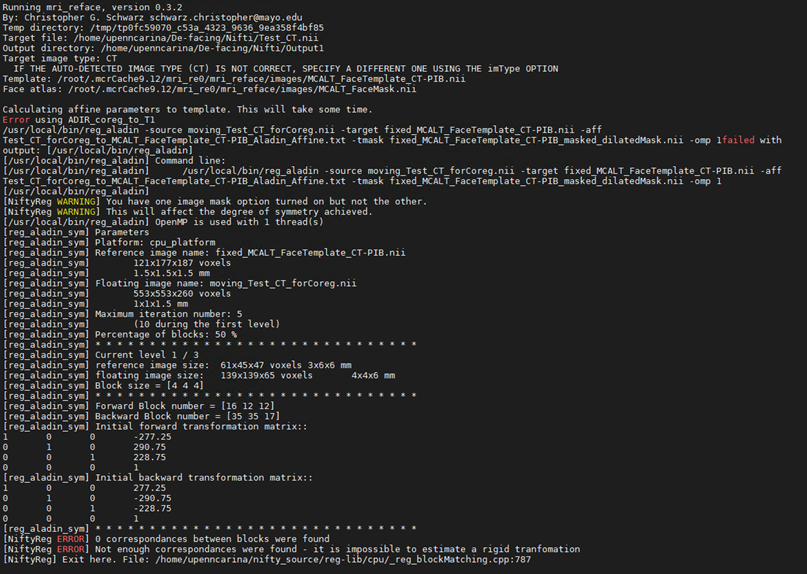 Running mri_reface, version 0.3.2
By: Christopher G. Schwarz schwarz.christopher@mayo.edu
Temp directory: /tmp/tp0fc59070_c53a_4323_9636_9ea358f4bf85
Target file: /home/upenncarina/De-facing/Nifti/Test_CT.nii
Output directory: /home/upenncarina/De-facing/Nifti/Output1
Target image type: CT
  IF THE AUTO-DETECTED IMAGE TYPE (CT) IS NOT CORRECT, SPECIFY A DIFFERENT ONE USING THE imType OPTION
Template: /root/.mcrCache9.12/mri_re0/mri_reface/images/MCALT_FaceTemplate_CT-PIB.nii
Face atlas: /root/.mcrCache9.12/mri_re0/mri_reface/images/MCALT_FaceMask.nii

Calculating affine parameters to template. This will take some time.
Error using ADIR_coreg_to_T1
/usr/local/bin/reg_aladin -source moving_Test_CT_forCoreg.nii -target fixed_MCALT_FaceTemplate_CT-PIB.nii -aff
Test_CT_forCoreg_to_MCALT_FaceTemplate_CT-PIB_Aladin_Affine.txt -tmask fixed_MCALT_FaceTemplate_CT-PIB_masked_dilatedMask.nii -omp 1failed with
output: [/usr/local/bin/reg_aladin]
[/usr/local/bin/reg_aladin] Command line:
[/usr/local/bin/reg_aladin]      /usr/local/bin/reg_aladin -source moving_Test_CT_forCoreg.nii -target fixed_MCALT_FaceTemplate_CT-PIB.nii -aff
Test_CT_forCoreg_to_MCALT_FaceTemplate_CT-PIB_Aladin_Affine.txt -tmask fixed_MCALT_FaceTemplate_CT-PIB_masked_dilatedMask.nii -omp 1
[/usr/local/bin/reg_aladin]
[NiftyReg WARNING] You have one image mask option turned on but not the other.
[NiftyReg WARNING] This will affect the degree of symmetry achieved.
[/usr/local/bin/reg_aladin] OpenMP is used with 1 thread(s)
[reg_aladin_sym] Parameters
[reg_aladin_sym] Platform: cpu_platform
[reg_aladin_sym] Reference image name: fixed_MCALT_FaceTemplate_CT-PIB.nii
[reg_aladin_sym]        121x177x187 voxels
[reg_aladin_sym]        1.5x1.5x1.5 mm
[reg_aladin_sym] Floating image name: moving_Test_CT_forCoreg.nii
[reg_aladin_sym]        553x553x260 voxels
[reg_aladin_sym]        1x1x1.5 mm
[reg_aladin_sym] Maximum iteration number: 5
[reg_aladin_sym]        (10 during the first level)
[reg_aladin_sym] Percentage of blocks: 50 %
[reg_aladin_sym] * * * * * * * * * * * * * * * * * * * * * * * * * * * * * *
[reg_aladin_sym] Current level 1 / 3
[reg_aladin_sym] reference image size:  61x45x47 voxels 3x6x6 mm
[reg_aladin_sym] floating image size:   139x139x65 voxels       4x4x6 mm
[reg_aladin_sym] Block size = [4 4 4]
[reg_aladin_sym] * * * * * * * * * * * * * * * * * * * * * * * * * * * * * *
[reg_aladin_sym] Forward Block number = [16 12 12]
[reg_aladin_sym] Backward Block number = [35 35 17]
[reg_aladin_sym] Initial forward transformation matrix::
1       0       0       -277.25
0       1       0       290.75
0       0       1       228.75
0       0       0       1
[reg_aladin_sym] Initial backward transformation matrix::
1       0       0       277.25
0       1       0       -290.75
0       0       1       -228.75
0       0       0       1
[reg_aladin_sym] * * * * * * * * * * * * * * * * * * * * * * * * * * * * * *
[NiftyReg ERROR] 0 correspondances between blocks were found
[NiftyReg ERROR] Not enough correspondances were found - it is impossible to estimate a rigid tranfomation
[NiftyReg] Exit here. File: /home/upenncarina/nifty_source/reg-lib/cpu/_reg_blockMatching.cpp:787